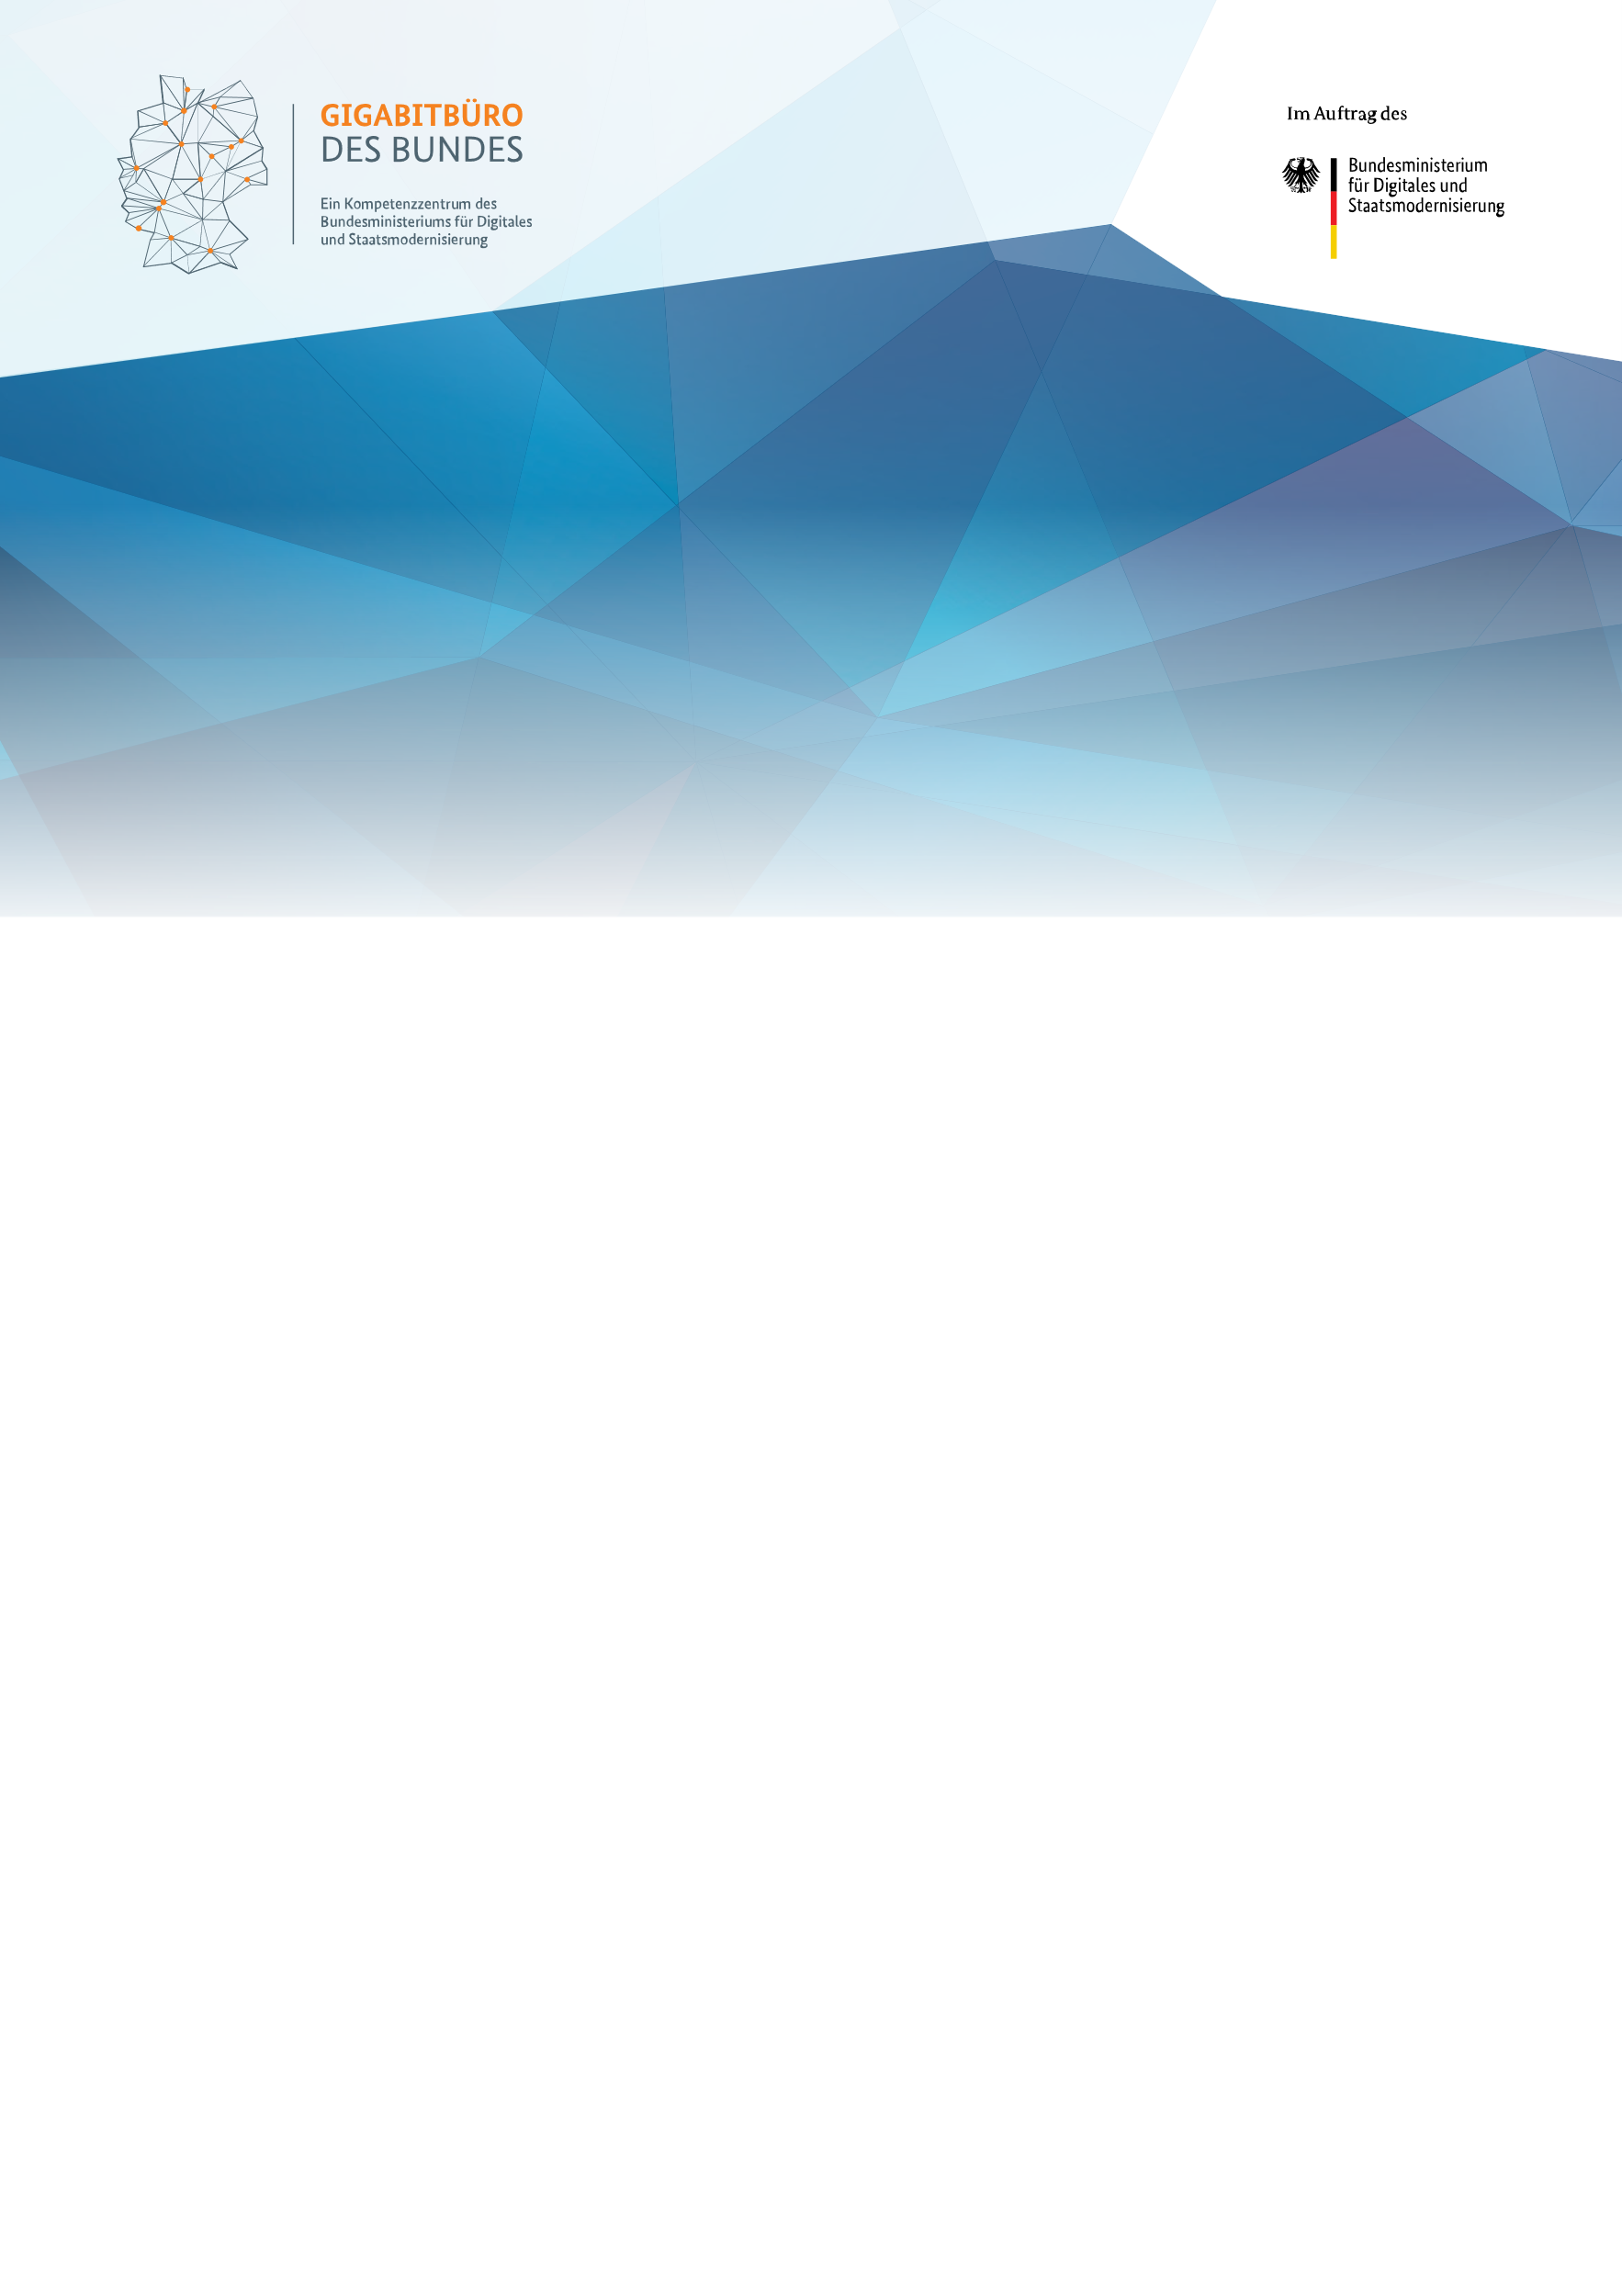 GIGABITBÜRO
DES BUNDES
Ein Kompetenzzentrum des
Bundesministeriums für Digitales
und Staatsmodernisierung
Im Auftrag des
Bundesministerium
für Digitales und
Staatsmodernisierung